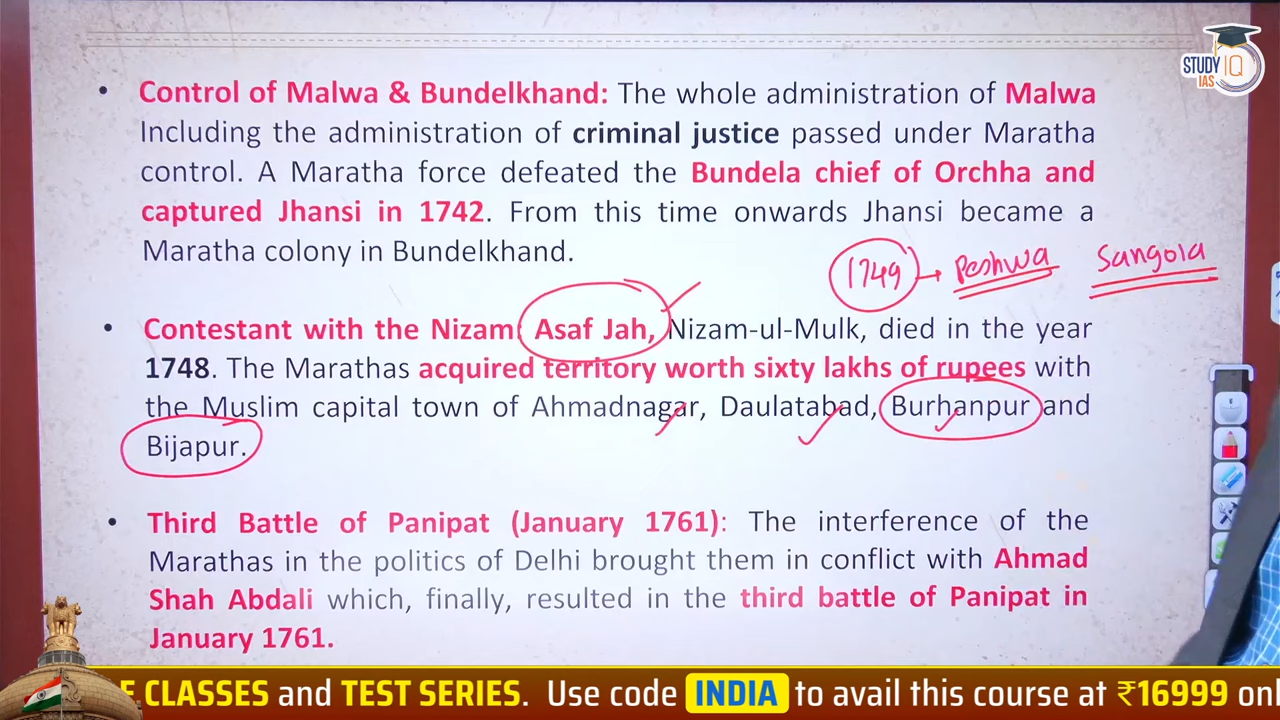 STUDY IQ
IAS
• Control of Malwa & Bundelkhand: The whole administration of Malwa
Including the administration of criminal justice passed under Maratha
control. A Maratha force defeated the Bundela chief of Orchha and
captured Jhansi in 1742. From this time onwards Jhansi became a
Maratha colony in Bundelkhand.
1749 → Peshwa Sangola
• Contestant with the Nizam: Asaf Jah, Nizam-ul-Mulk, died in the year
1748. The Marathas acquired territory worth sixty lakhs of rupees with
the Muslim capital town of Ahmadnagar, Daulatabad, Burhanpur and
Bijapur.
• Third Battle of Panipat (January 1761): The interference of the
Marathas in the politics of Delhi brought them in conflict with Ahmad
Shah Abdali which, finally, resulted in the third battle of Panipat in
January 1761.
E CLASSES and TEST SERIES. Use code INDIA to avail this course at ₹16999 onl